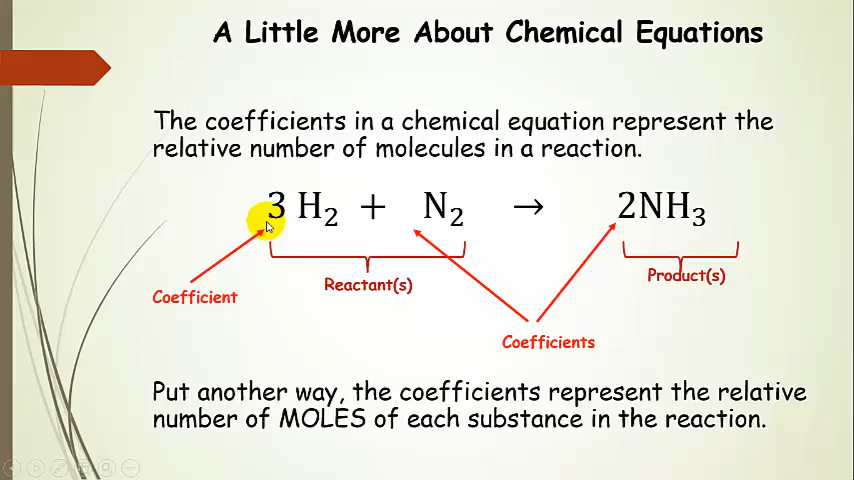 A Little More About Chemical Equations
The coefficients in a chemical equation represent the
relative number of molecules in a reaction.
3 H₂ + N₂ → 2NH₃
Coefficient
Reactant(s)
Product(s)
Coefficients
Put another way, the coefficients represent the relative
number of MOLES of each substance in the reaction.